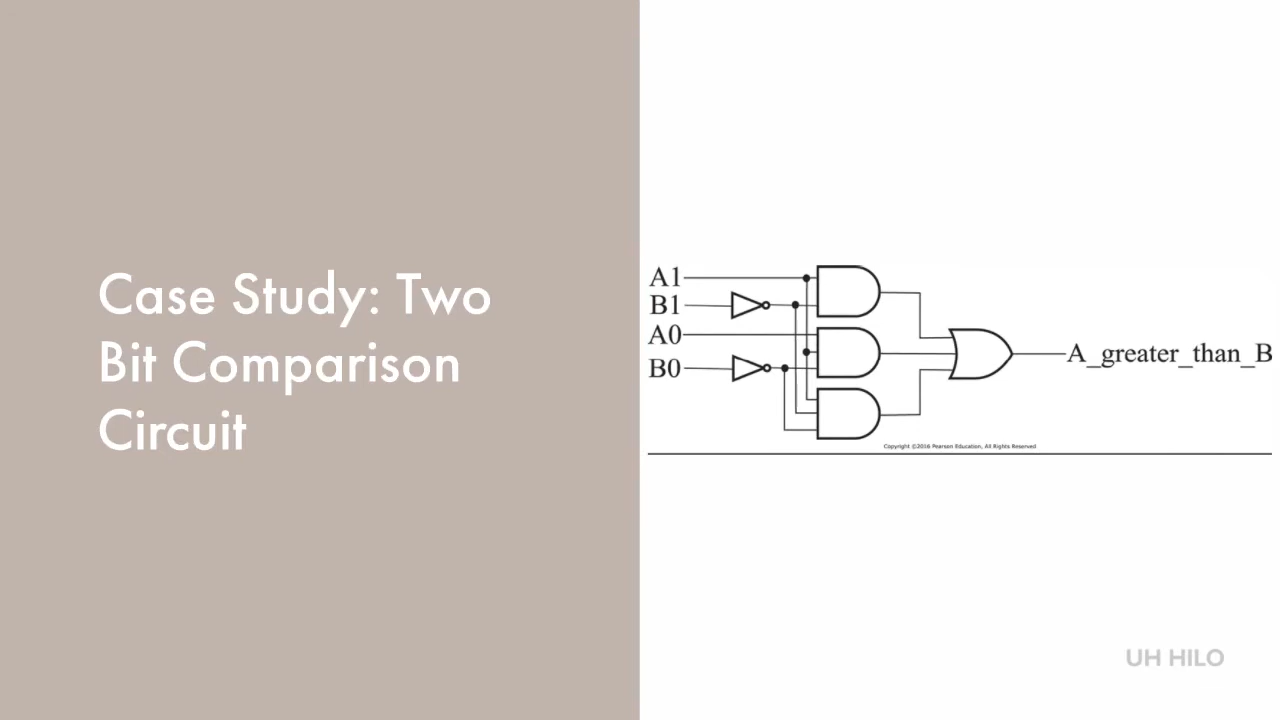 Case Study: Two
Bit Comparison
Circuit
A1
B1
A0
B0
A_greater_than_B
Copyright ©2016 Pearson Education, All Rights Reserved
UH HILO